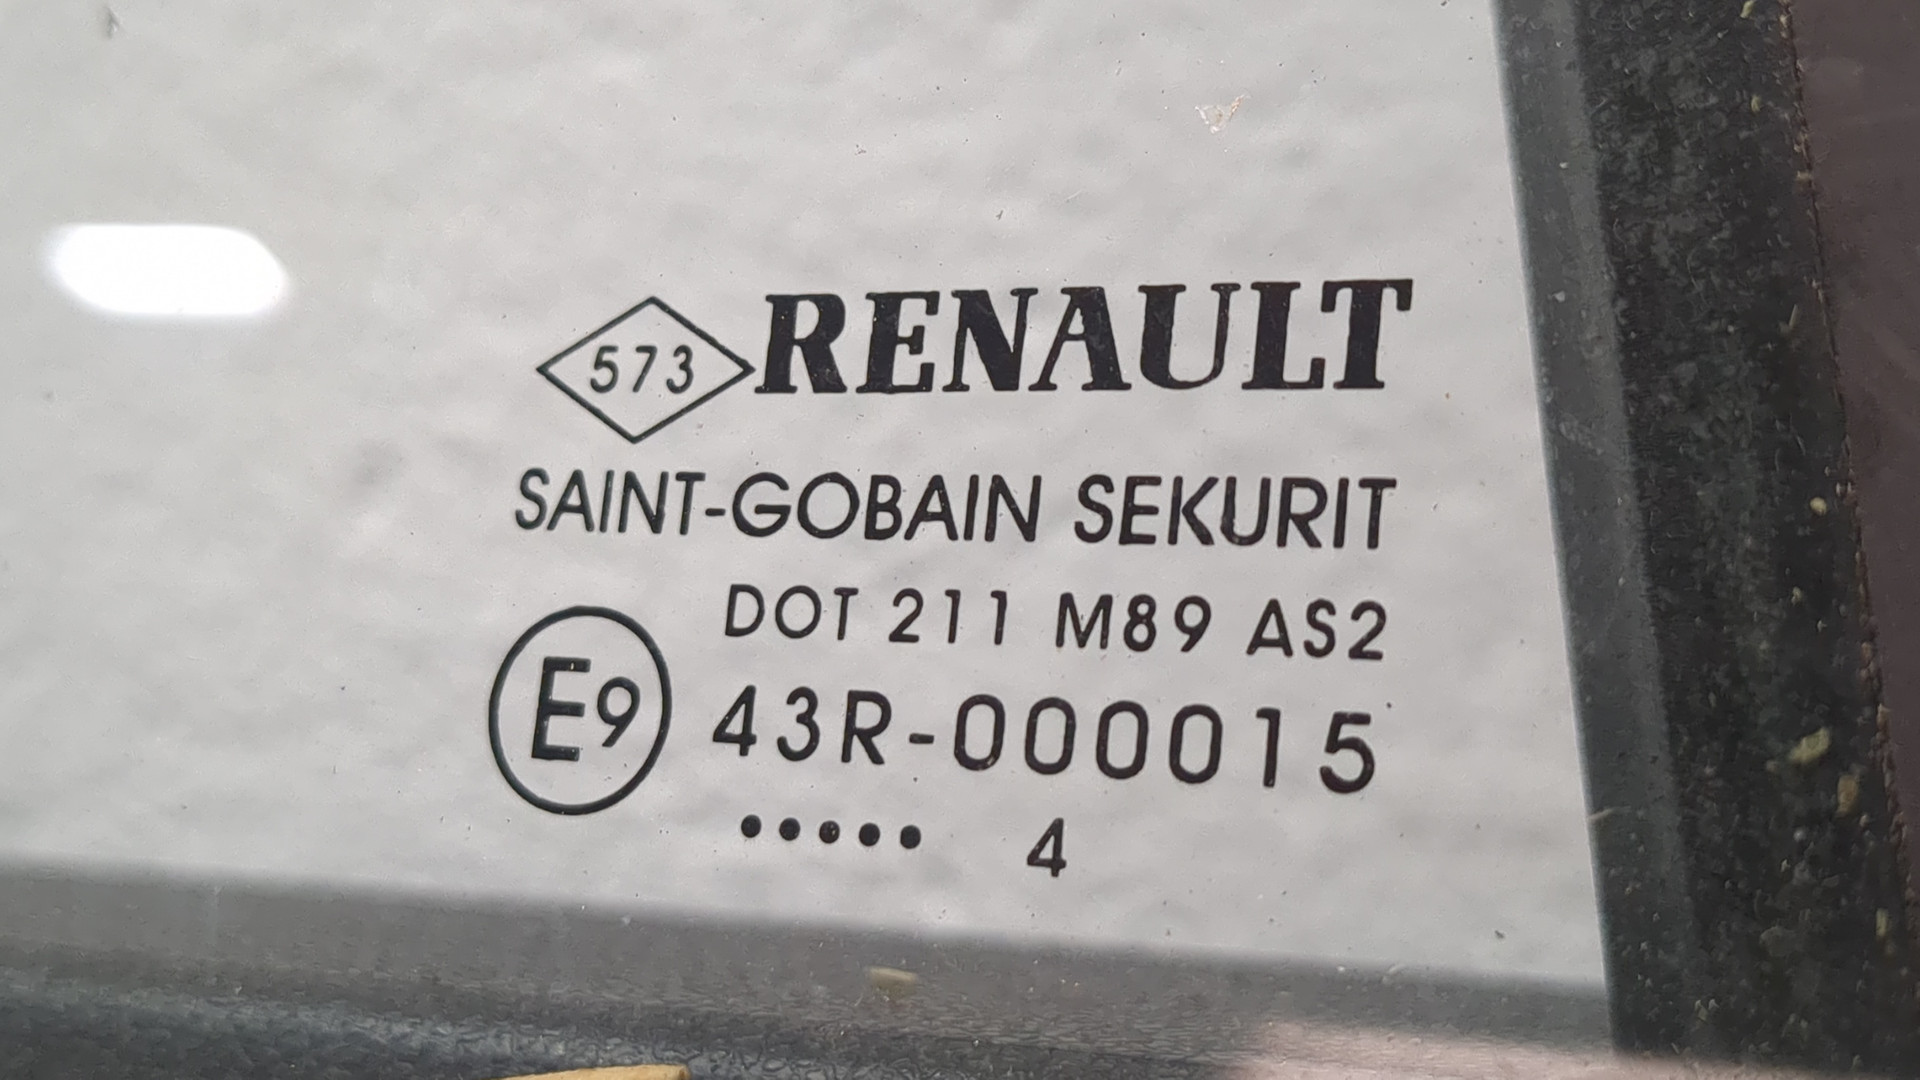 573 RENAULT
SAINT-GOBAIN SEKURIT
DOT 211 M89 AS2
E9 43R-000015
..... 4